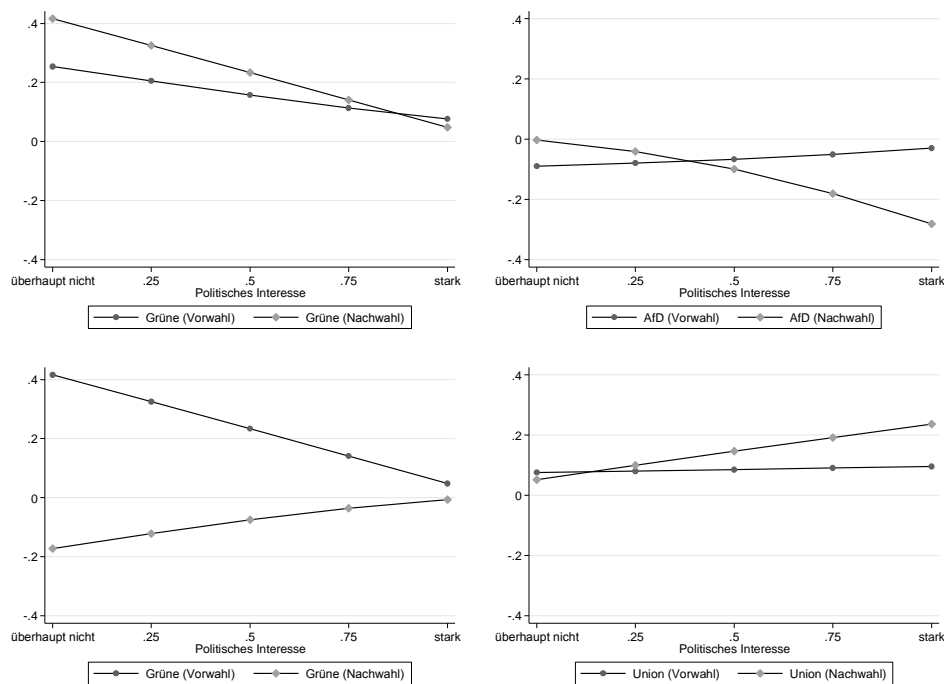 .4
.2
0
-.2
-.4
überhaupt nicht .25 .5 .75 stark
Politisches Interesse
Grüne (Vorwahl) Grüne (Nachwahl)
.4
.2
0
-.2
-.4
überhaupt nicht .25 .5 .75 stark
Politisches Interesse
AfD (Vorwahl) AfD (Nachwahl)
.4
.2
0
-.2
-.4
überhaupt nicht .25 .5 .75 stark
Politisches Interesse
Grüne (Vorwahl) Grüne (Nachwahl)
.4
.2
0
-.2
-.4
überhaupt nicht .25 .5 .75 stark
Politisches Interesse
Union (Vorwahl) Union (Nachwahl)